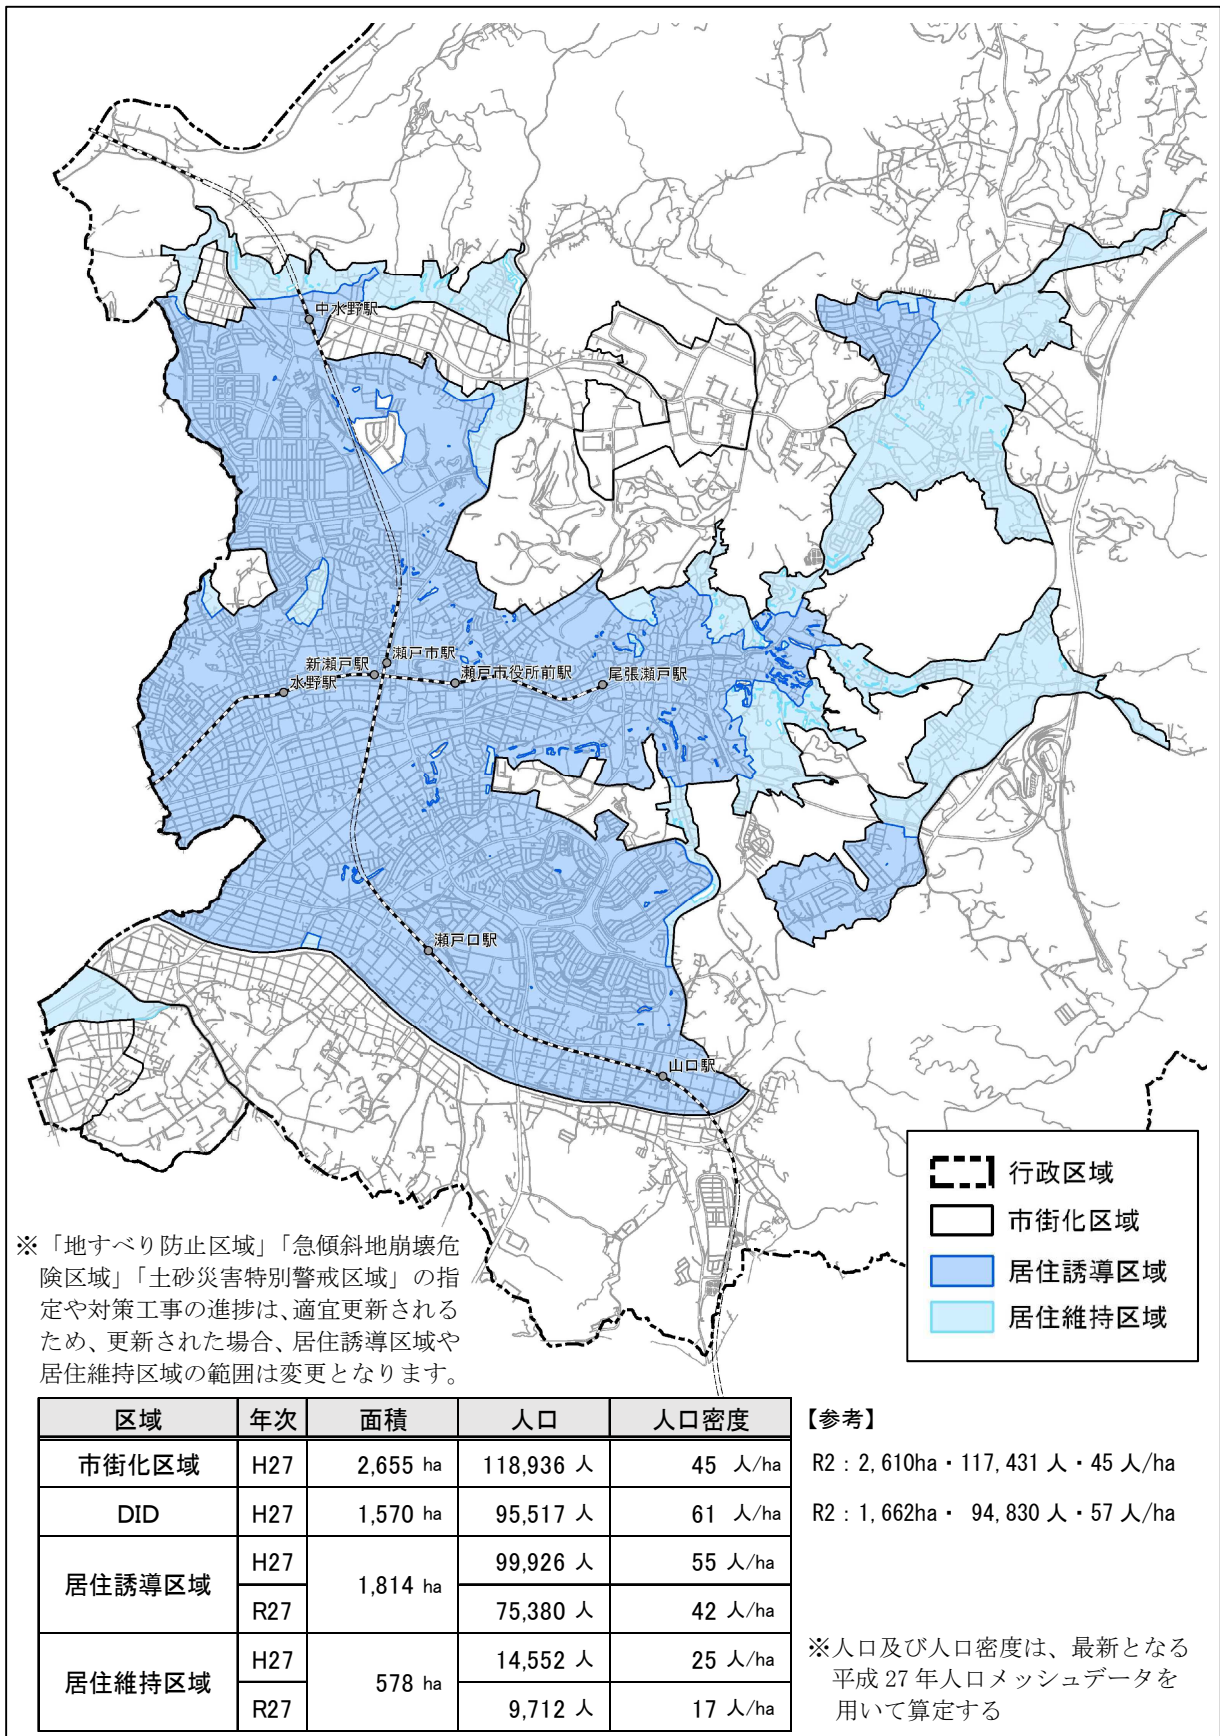 中水野駅
新瀬戸駅
瀬戸市駅
水野駅
瀬戸市役所前駅
尾張瀬戸駅
瀬戸口駅
山口駅
行政区域
市街化区域
居住誘導区域
居住維持区域
※「地すべり防止区域」「急傾斜地崩壊危
険区域」「土砂災害特別警戒区域」の指
定や対策工事の進捗は、適宜更新される
ため、更新された場合、居住誘導区域や
居住維持区域の範囲は変更となります。
区域 年次 面積 人口 人口密度
市街化区域 H27 2,655 ha 118,936 人 45 人/ha
DID H27 1,570 ha 95,517 人 61 人/ha
居住誘導区域 H27 1,814 ha 99,926 人 55 人/ha
R27 75,380 人 42 人/ha
居住維持区域 H27 578 ha 14,552 人 25 人/ha
R27 9,712 人 17 人/ha
【参考】
R2：2,610ha・117,431 人・45 人/ha
R2：1,662ha・ 94,830 人・57 人/ha
※人口及び人口密度は、最新となる
平成 27 年人口メッシュデータを
用いて算定する